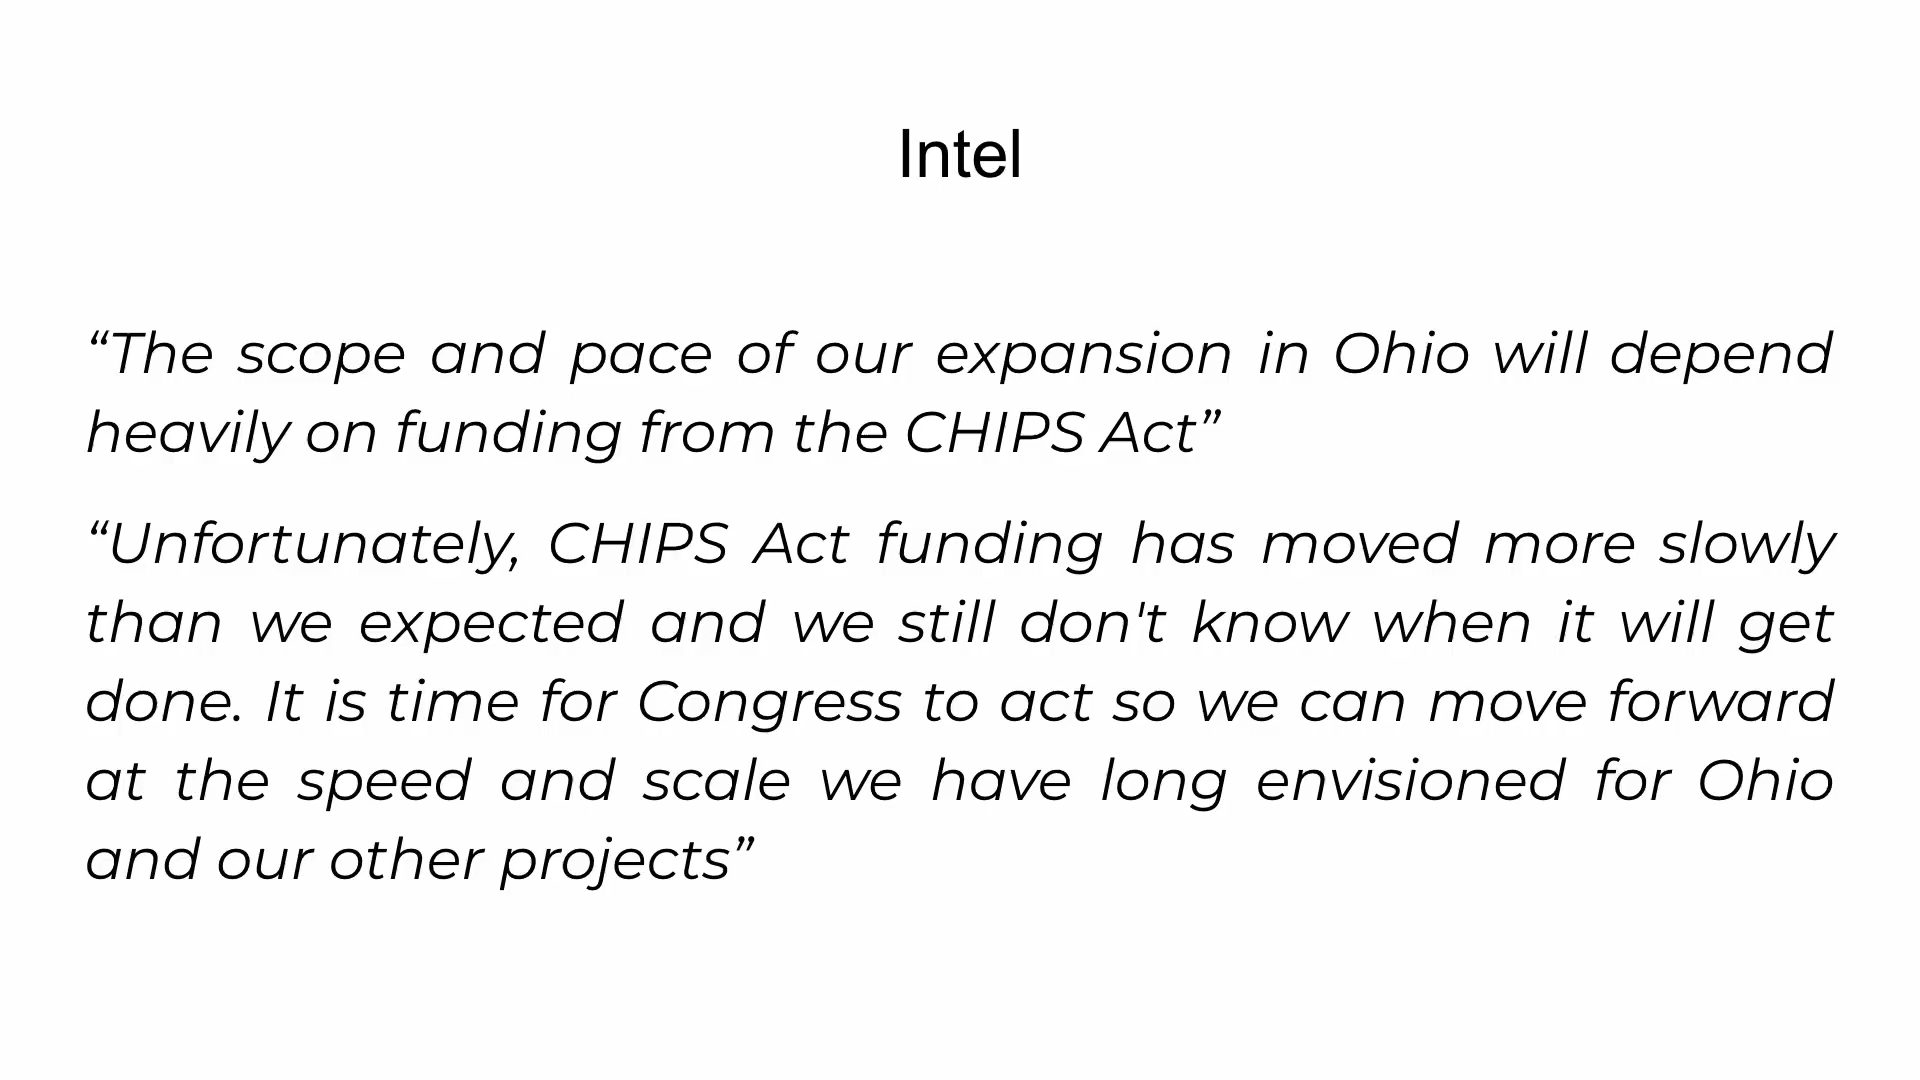 Intel
“The scope and pace of our expansion in Ohio will depend
heavily on funding from the CHIPS Act”
“Unfortunately, CHIPS Act funding has moved more slowly
than we expected and we still don't know when it will get
done. It is time for Congress to act so we can move forward
at the speed and scale we have long envisioned for Ohio
and our other projects”